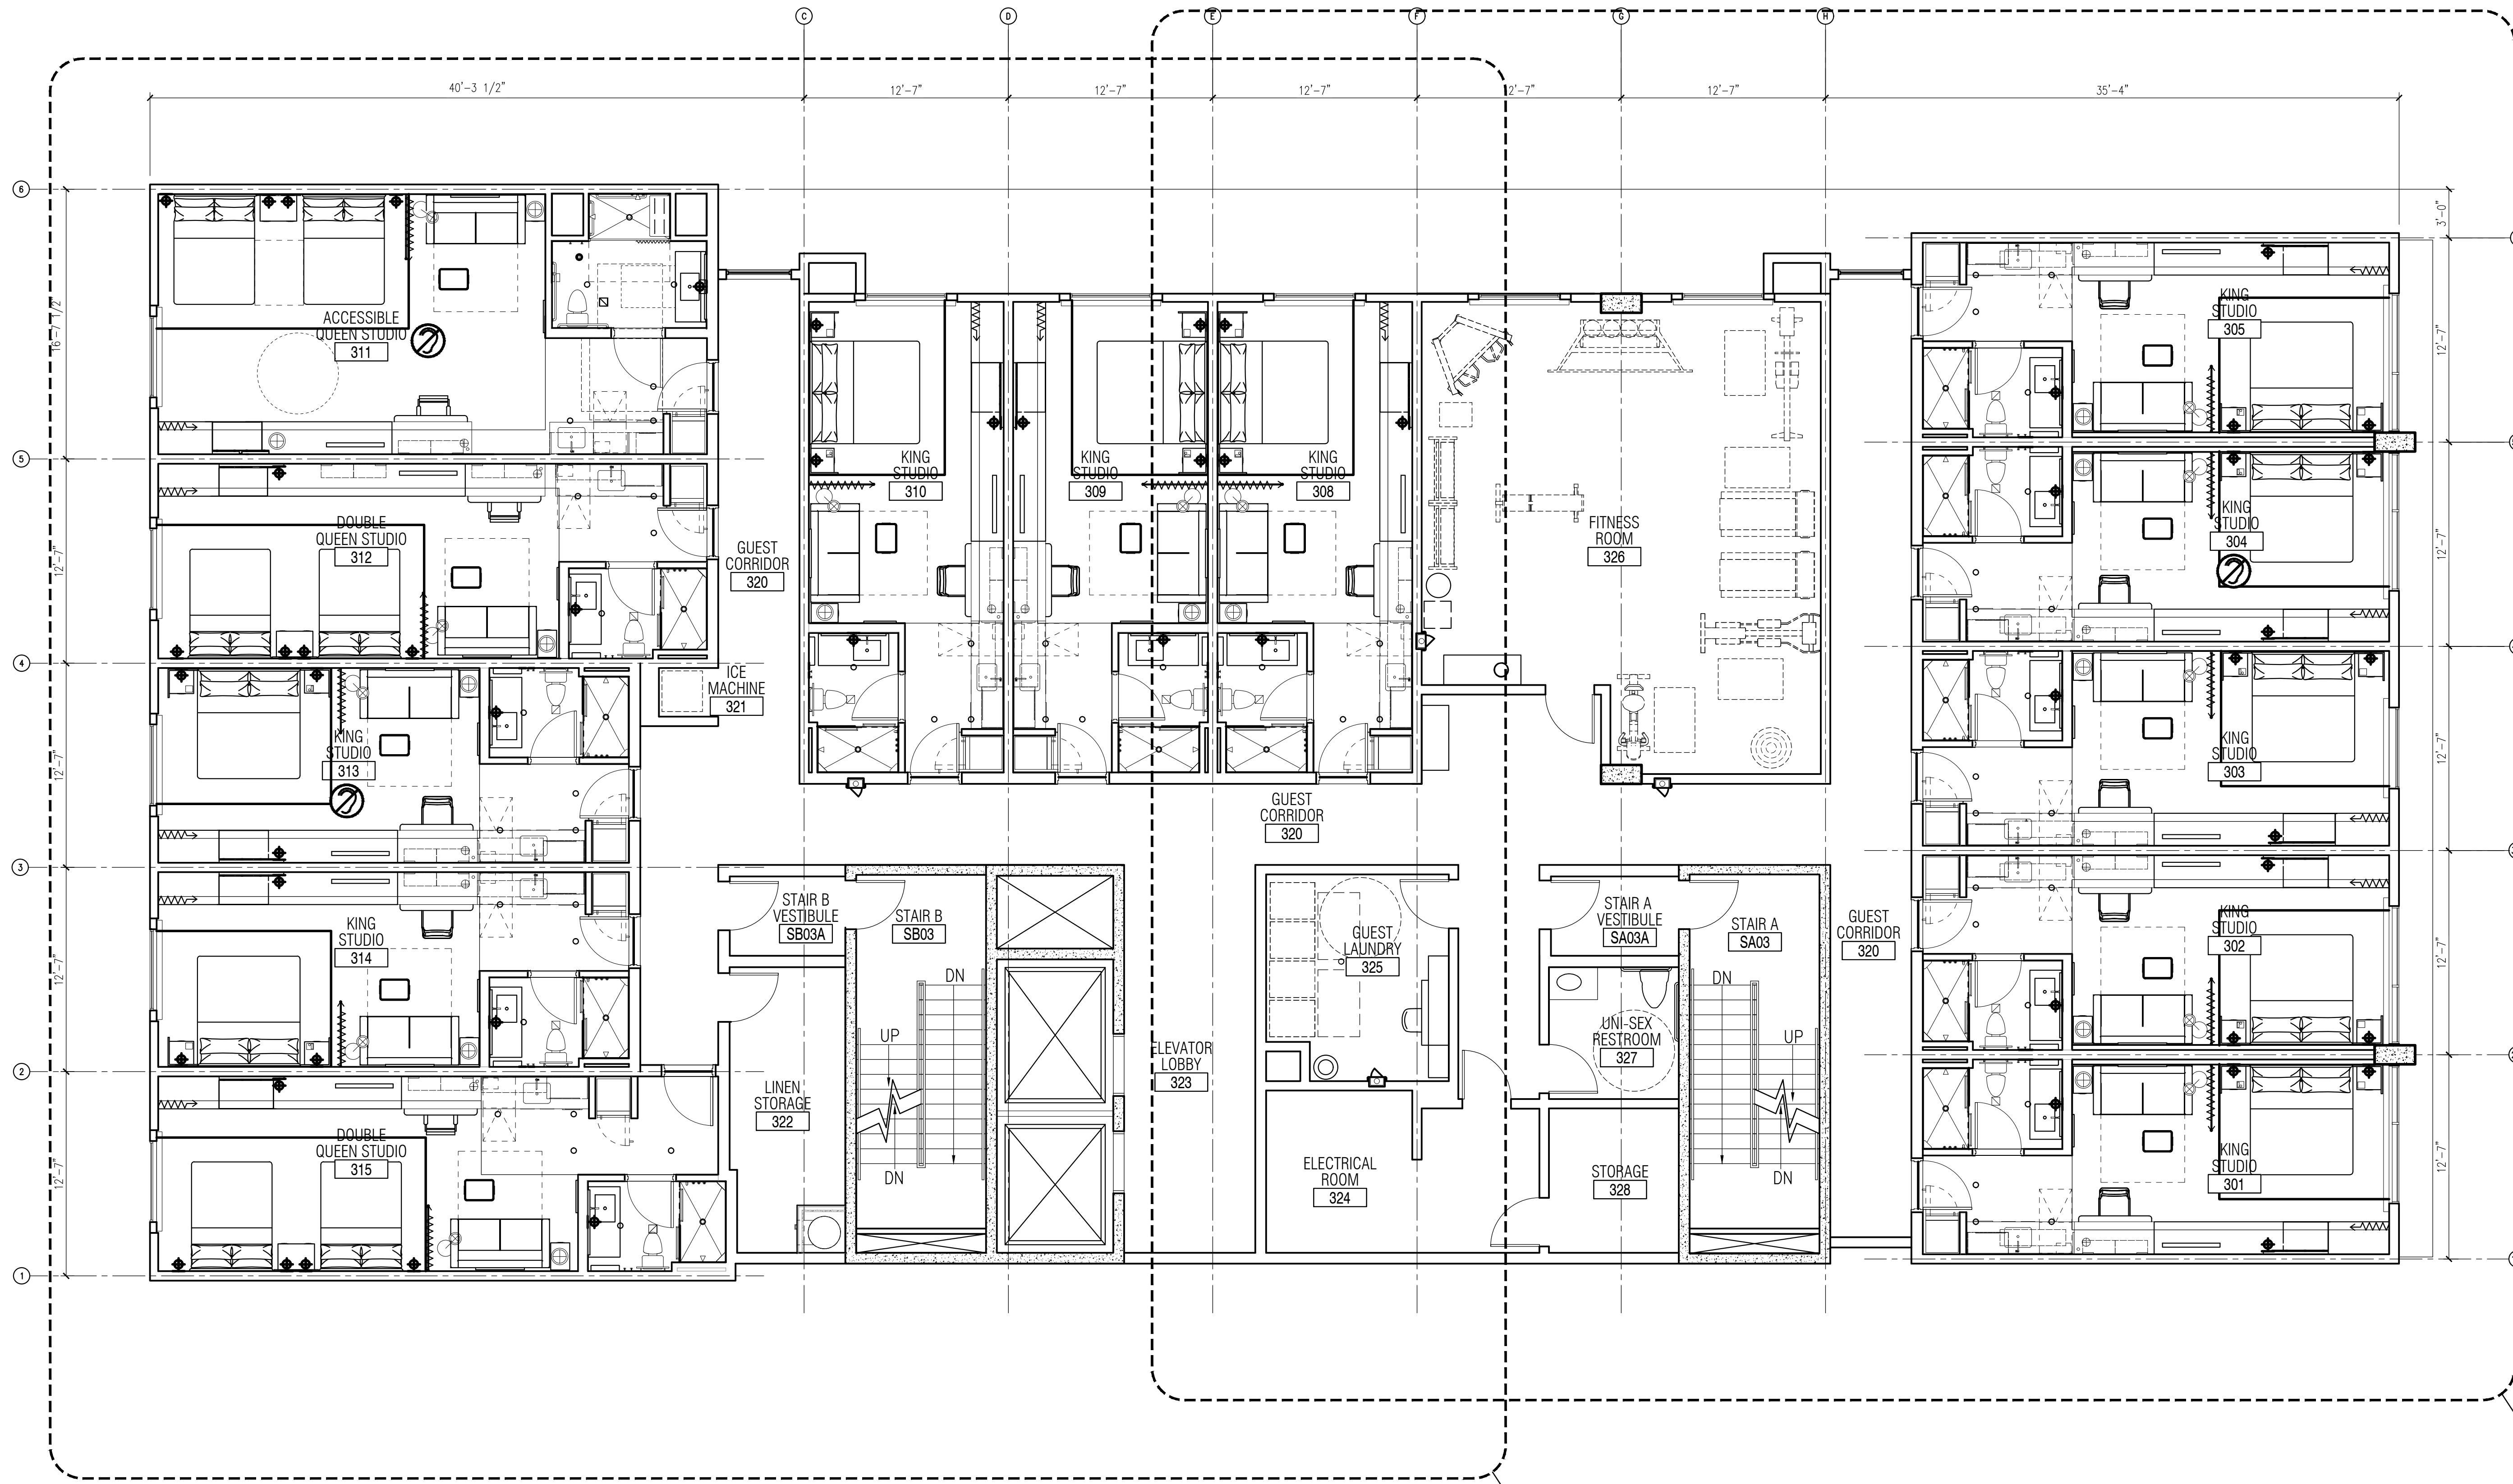 C
D
E
F
G
H
40'-3 1/2"
12'-7"
12'-7"
12'-7"
2'-7"
12'-7"
35'-4"
6
5
4
3
2
1
16'-7 1/2"
12'-7"
12'-7"
12'-7"
12'-7"
3'-0"
12'-7"
12'-7"
12'-7"
12'-7"
12'-7"
ACCESSIBLE
QUEEN STUDIO
311
DOUBLE
QUEEN STUDIO
312
KING
STUDIO
313
KING
STUDIO
314
DOUBLE
QUEEN STUDIO
315
GUEST
CORRIDOR
320
ICE
MACHINE
321
KING
STUDIO
310
KING
STUDIO
309
KING
STUDIO
308
FITNESS
ROOM
326
GUEST
CORRIDOR
320
STAIR B
VESTIBULE
SB03A
STAIR B
SB03
DN
UP
DN
LINEN
STORAGE
322
ELEVATOR
LOBBY
323
GUEST
LAUNDRY
325
ELECTRICAL
ROOM
324
STAIR A
VESTIBULE
SA03A
STAIR A
SA03
DN
UP
DN
UNI-SEX
RESTROOM
327
STORAGE
328
GUEST
CORRIDOR
320
KING
STUDIO
305
KING
STUDIO
304
KING
STUDIO
303
KING
STUDIO
302
KING
STUDIO
301